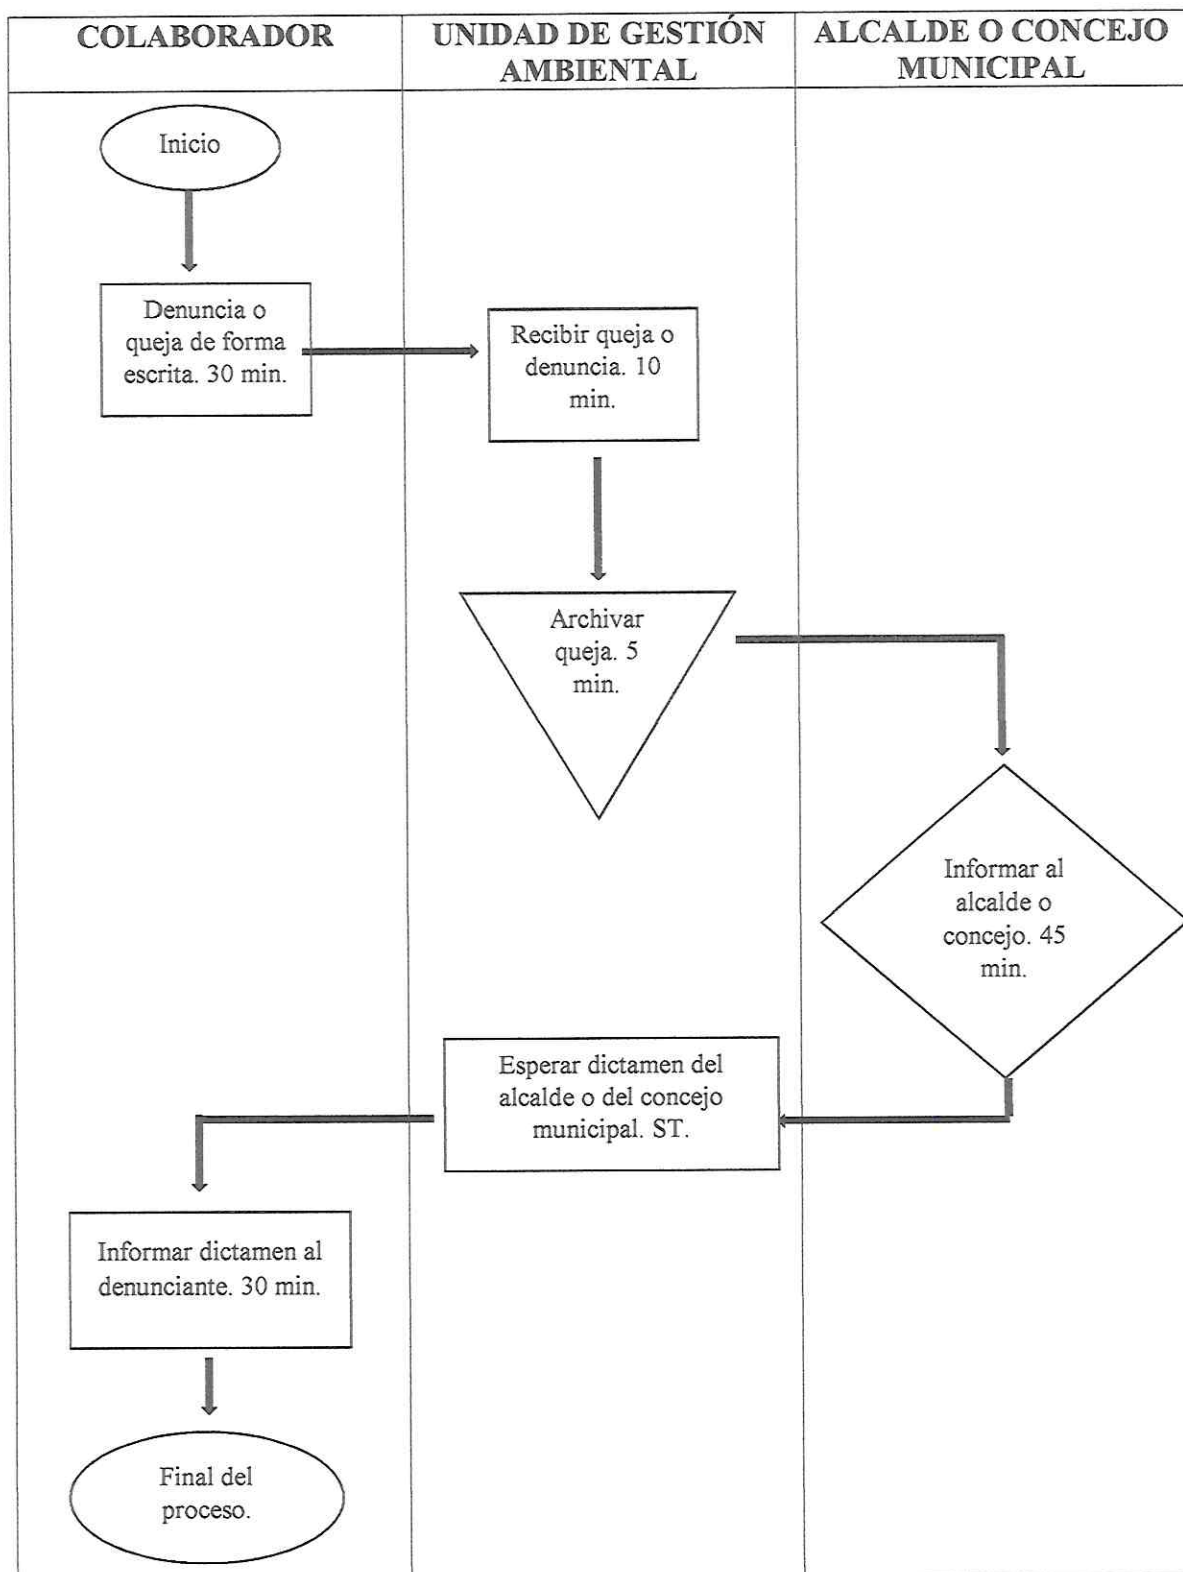 COLABORADOR
UNIDAD DE GESTIÓN
AMBIENTAL
ALCALDE O CONCEJO
MUNICIPAL
Inicio
Denuncia o
queja de forma
escrita. 30 min.
Recibir queja o
denuncia. 10
min.
Archivar
queja. 5
min.
Informar al
alcalde o
concejo. 45
min.
Esperar dictamen del
alcalde o del concejo
municipal. ST.
Informar dictamen al
denunciante. 30 min.
Final del
proceso.